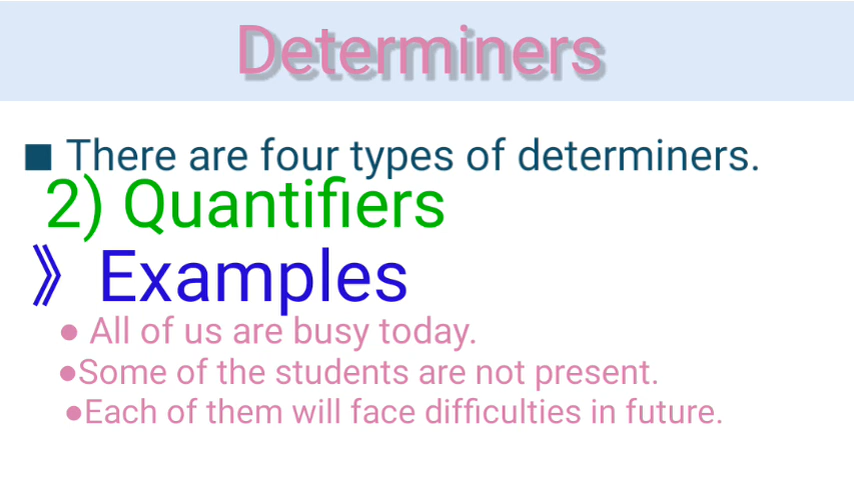 Determiners
■ There are four types of determiners.
2) Quantifiers
》 Examples
● All of us are busy today.
●Some of the students are not present.
●Each of them will face difficulties in future.